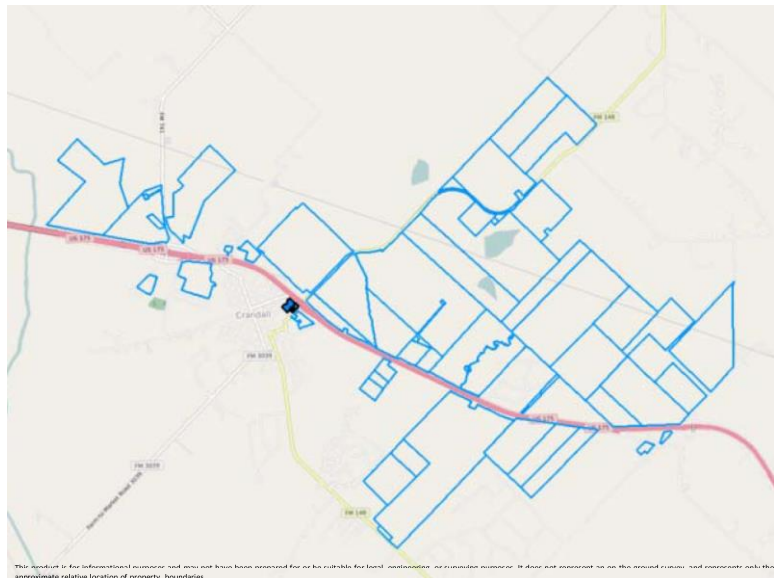 FM 148
FM 741
US 175
US 175
US 175
Crandall
FM 3039
US 175
US 175
FM 3039
FM 148
This product is for informational purposes and may not have been prepared for or be suitable for legal, engineering, or surveying purposes. It does not represent an on-the-ground survey and represents only the
approximate relative location of property boundaries.